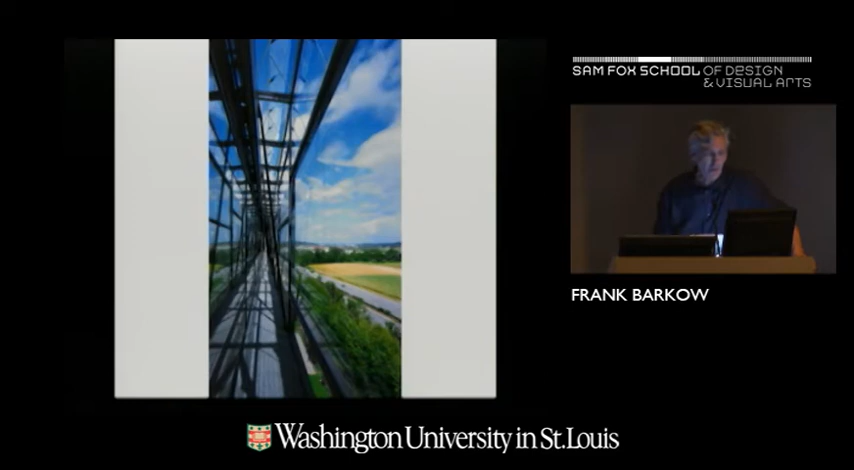 SAM FOX SCHOOL OF DESIGN
& VISUAL ARTS
FRANK BARKOW
Washington University in St. Louis